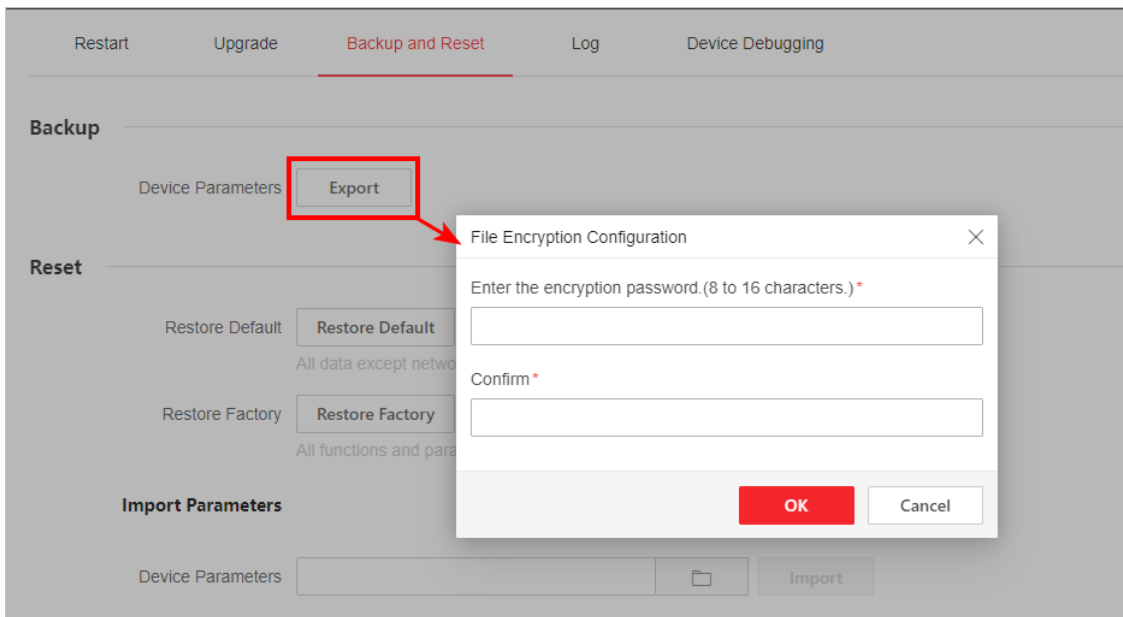 Restart Upgrade Backup and Reset Log Device Debugging
Backup
Device Parameters Export
File Encryption Configuration
Enter the encryption password.(8 to 16 characters.)*
Confirm*
OK Cancel
Reset
Restore Default Restore Default
All data except netwo
Restore Factory Restore Factory
All functions and para
Import Parameters
Device Parameters Import